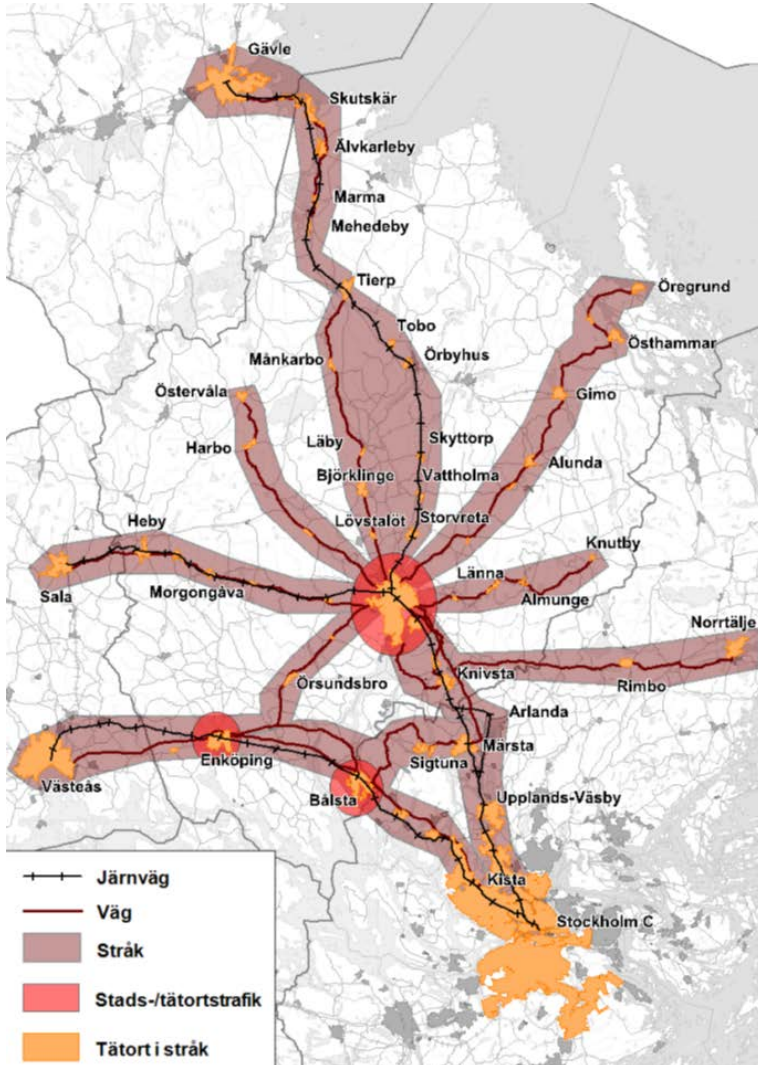 Gävle
Skutskär
Älvkarleby
Marma
Mehedeby
Tierp
Öregrund
Tobo
Östhammar
Månkarbo
Örbyhus
Östervåla
Gimo
Harbo
Läby
Skyttorp
Björklinge
Vattholma
Alunda
Lövstalöt
Storvreta
Heby
Knutby
Länna
Sala
Morgongåva
Almunge
Norrtälje
Knivsta
Örsundsbro
Rimbo
Arlanda
Märsta
Enköping
Sigtuna
Västeås
Bålsta
Upplands-Väsby
Kista
Stockholm C
Järnväg
Väg
Stråk
Stads-/tätortstrafik
Tätort i stråk